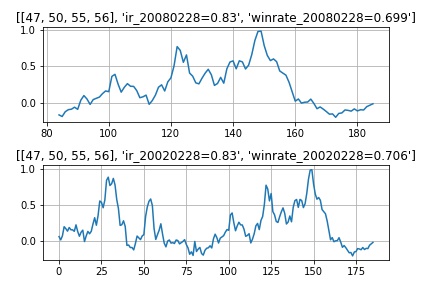 [[47, 50, 55, 56], 'ir_20080228=0.83', 'winrate_20080228=0.699']
1.0
0.5
0.0
80 100 120 140 160 180
[[47, 50, 55, 56], 'ir_20020228=0.83', 'winrate_20020228=0.706']
1.0
0.5
0.0
0 25 50 75 100 125 150 175